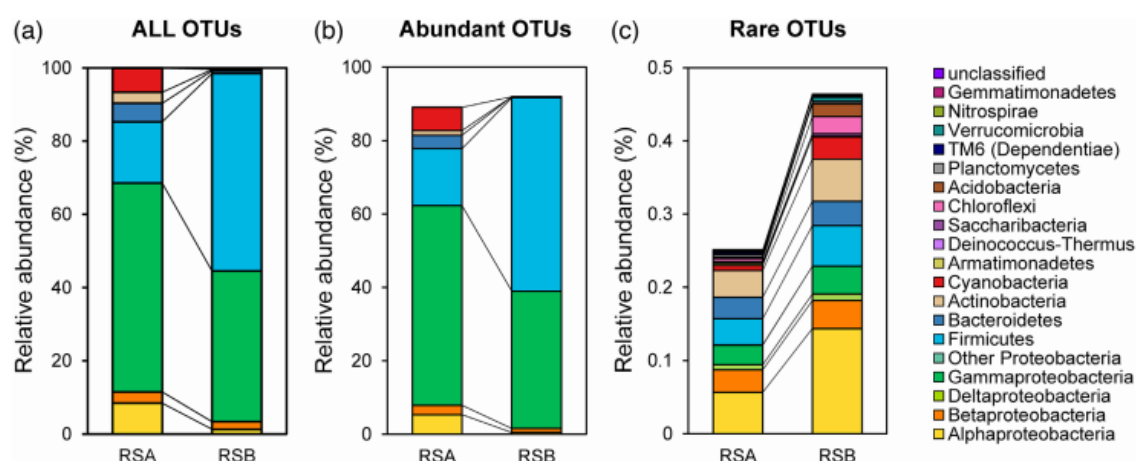 (a) ALL OTUs
(b) Abundant OTUs
(c) Rare OTUs
Relative abundance (%)
100
80
60
40
20
0
RSA RSB
Relative abundance (%)
100
80
60
40
20
0
RSA RSB
Relative abundance (%)
0.5
0.4
0.3
0.2
0.1
0
RSA RSB
unclassified
Gemmatimonadetes
Nitrospirae
Verrucomicrobia
TM6 (Dependentiae)
Planctomycetes
Acidobacteria
Chloroflexi
Saccharibacteria
Deinococcus-Thermus
Armatimonadetes
Cyanobacteria
Actinobacteria
Bacteroidetes
Firmicutes
Other Proteobacteria
Gammaproteobacteria
Deltaproteobacteria
Betaproteobacteria
Alphaproteobacteria